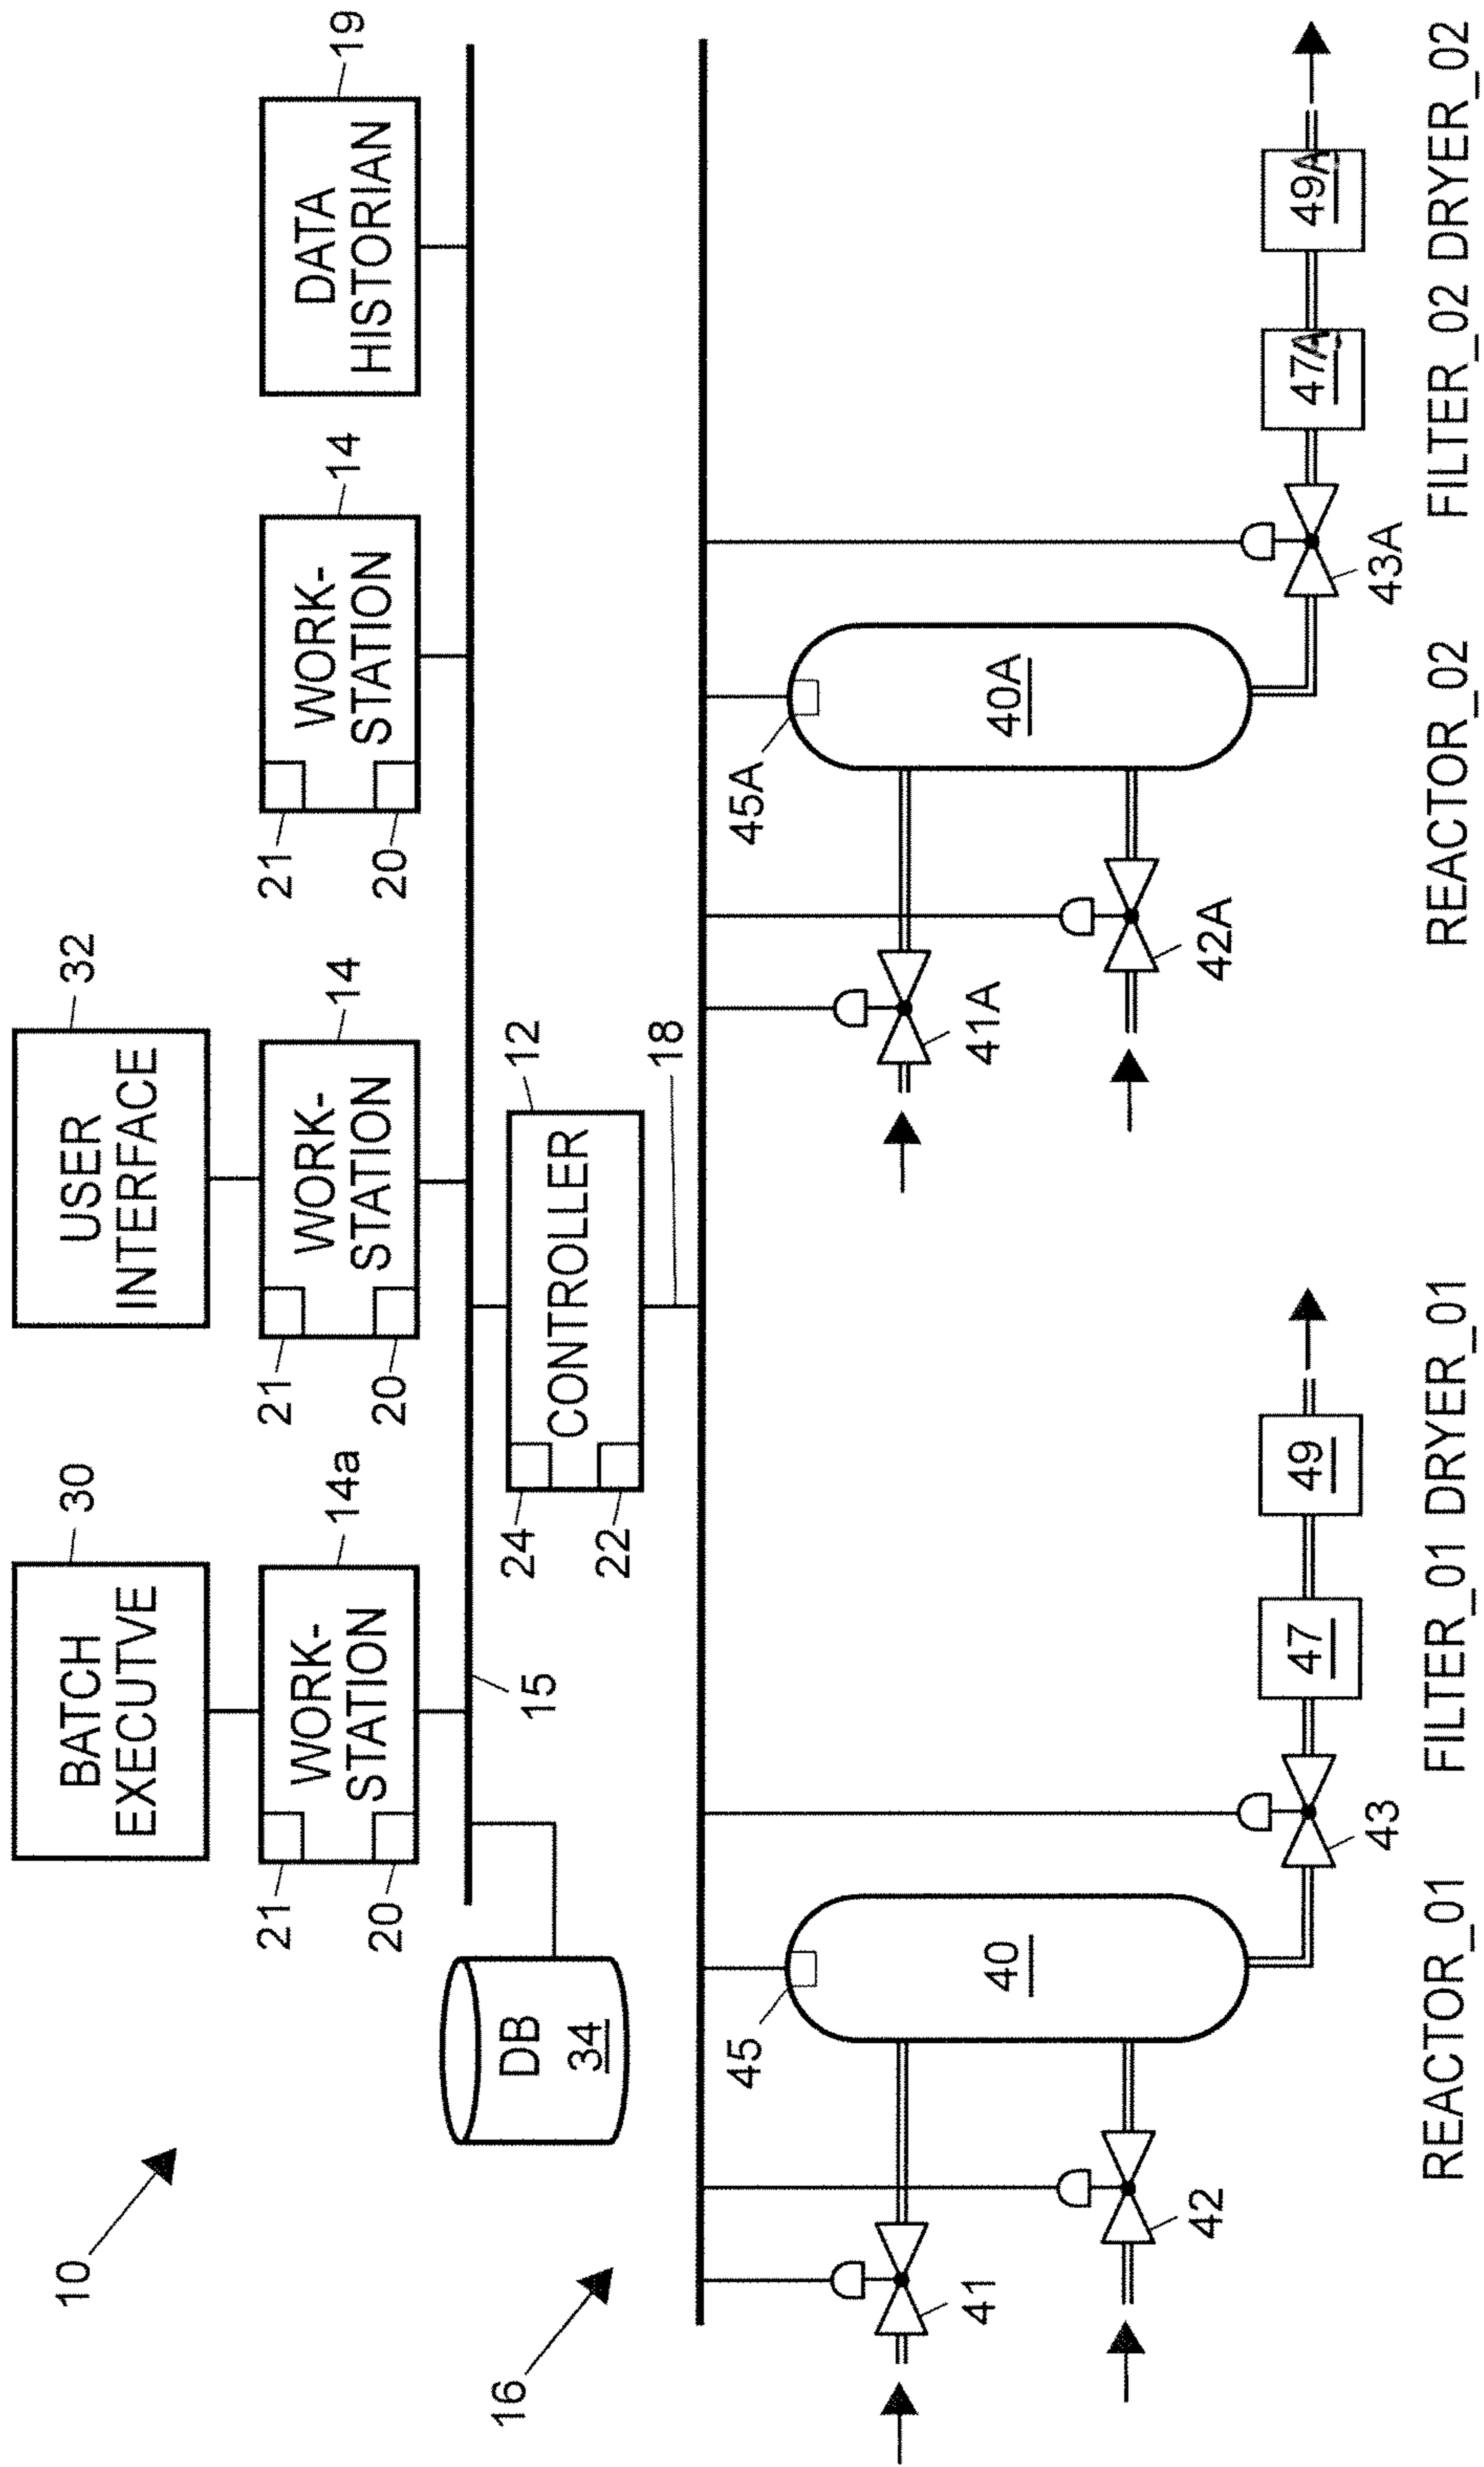 10
BATCH
EXECUTVE
30
USER
INTERFACE
32
21
WORK-
STATION
20
14a
21
WORK-
STATION
20
14
21
WORK-
STATION
20
14
DATA
HISTORIAN
19
DB
34
15
24
CONTROLLER
22
12
16
18
45
40
41
42
43
47
49
45A
40A
41A
42A
43A
47A
49A
REACTOR_01
FILTER_01 DRYER_01
REACTOR_02
FILTER_02 DRYER_02